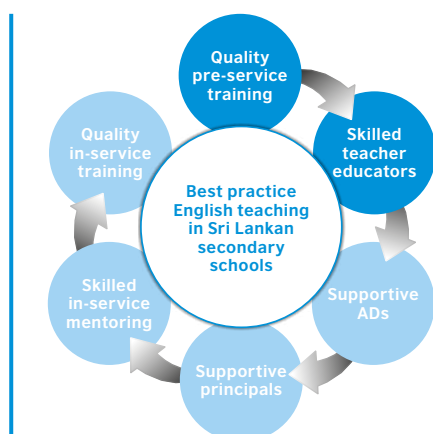 Quality
pre-service
training
Skilled
teacher
educators
Supportive
ADs
Supportive
principals
Skilled
in-service
mentoring
Quality
in-service
training
Best practice
English teaching
in Sri Lankan
secondary
schools